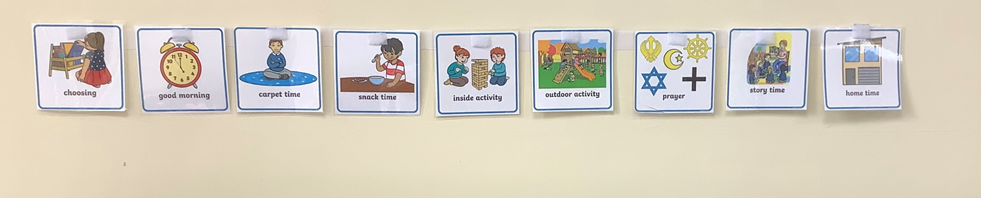 choosing
good morning
carpet time
snack time
inside activity
outdoor activity
prayer
story time
home time